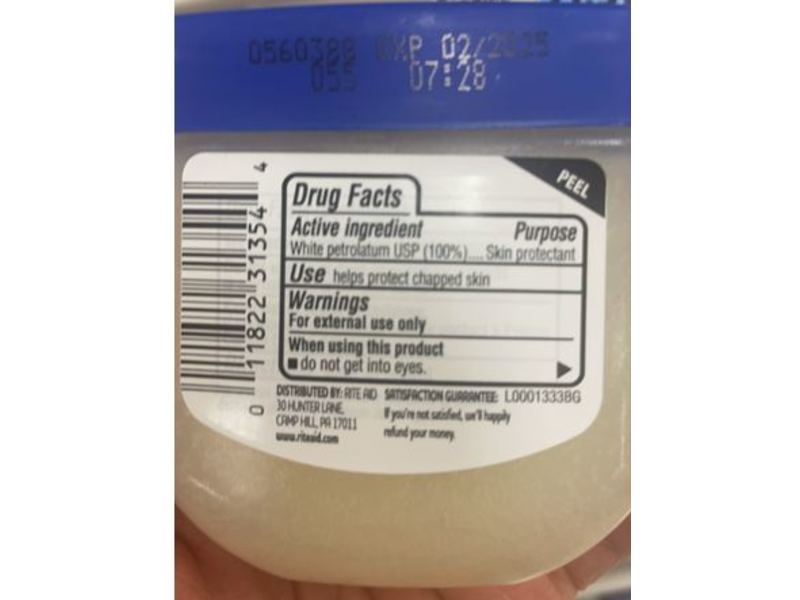 0560388 EXP 02/2025
055 07:28
PEEL
Drug Facts
Active ingredient Purpose
White petrolatum USP (100%).... Skin protectant
Use helps protect chapped skin
Warnings
For external use only
When using this product
■ do not get into eyes.
0 11822 31354 4
DISTRIBUTED BY: RITE AID
30 HUNTER LANE,
CAMP HILL, PA 17011
www.riteaid.com
SATISFACTION GUARANTEE:
If you're not satisfied, we'll happily
refund your money.
L0001333BG